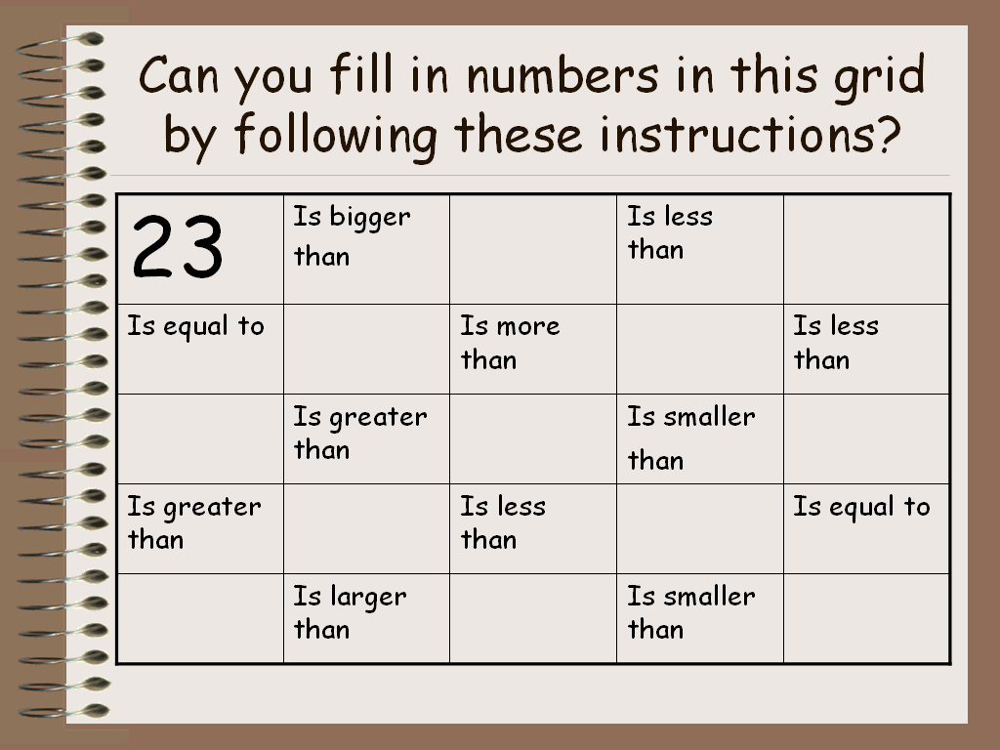 Can you fill in numbers in this grid
by following these instructions?
23
Is bigger
than
Is less
than
Is equal to
Is more
than
Is less
than
Is greater
than
Is smaller
than
Is greater
than
Is less
than
Is equal to
Is larger
than
Is smaller
than